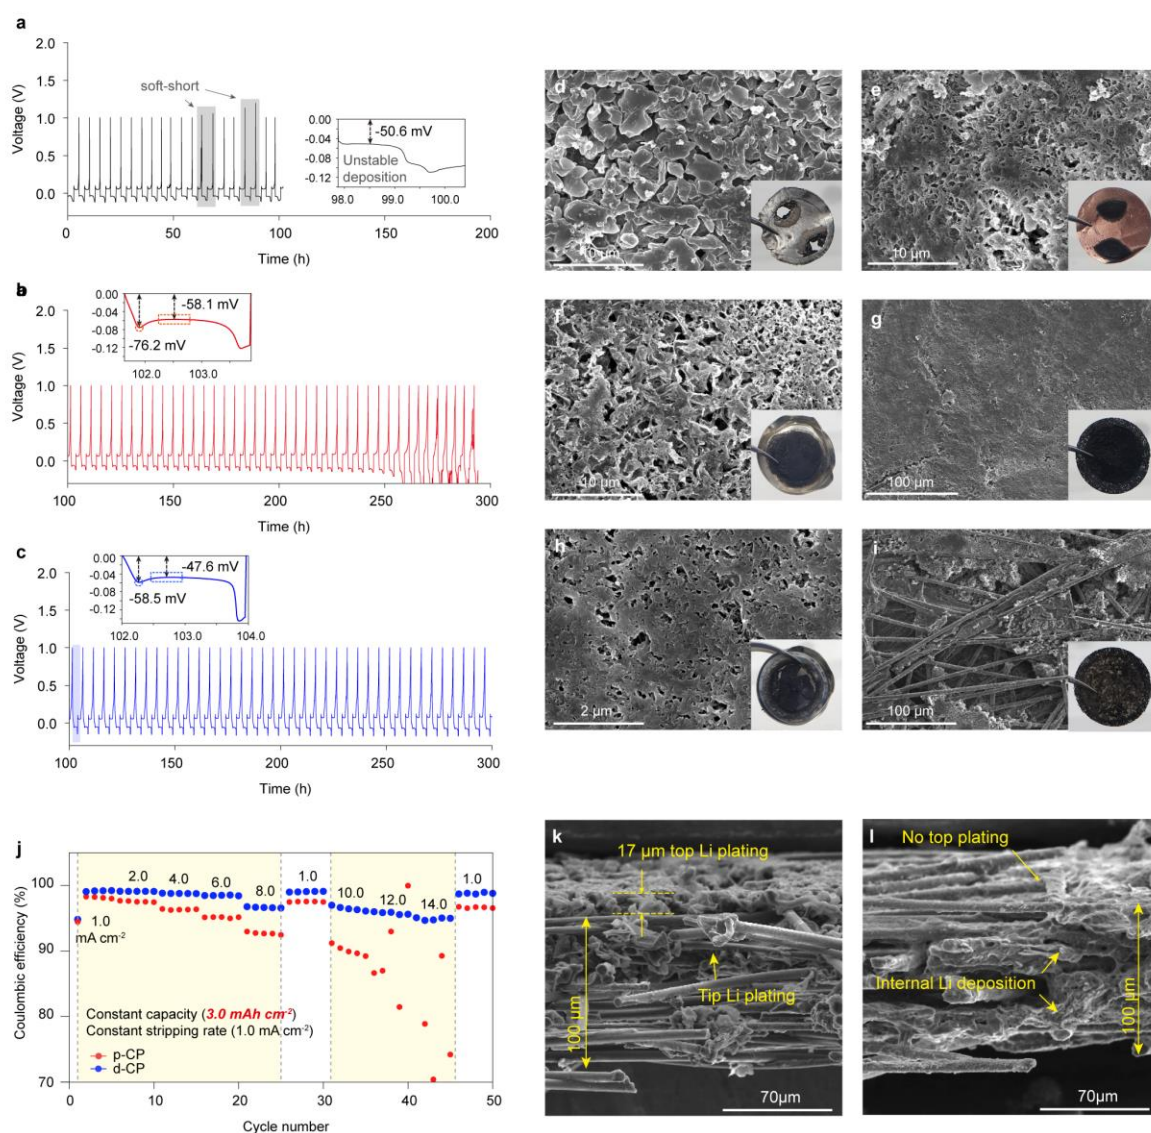 a
2.0
1.5
1.0
0.5
0.0
Voltage (V)
soft-short
0.00
-0.04
-0.08
-0.12
-50.6 mV
Unstable
deposition
98.0 99.0 100.0
0 50 100 150 200
Time (h)
b
2.0
1.5
1.0
0.5
0.0
Voltage (V)
0.00
-0.04
-0.08
-0.12
-58.1 mV
-76.2 mV
102.0 103.0
100 150 200 250 300
Time (h)
c
2.0
1.5
1.0
0.5
0.0
Voltage (V)
0.00
-0.04
-0.08
-0.12
-47.6 mV
-58.5 mV
102.0 103.0 104.0
100 150 200 250 300
Time (h)
d
10 µm
e
10 µm
f
10 µm
g
100 µm
h
2 µm
i
100 µm
j
100
90
80
70
Coulombic efficiency (%)
1.0
mA cm-2
2.0 4.0 6.0 8.0 1.0 10.0 12.0 14.0 1.0
Constant capacity (3.0 mAh cm-2)
Constant stripping rate (1.0 mA cm-2)
p-CP
d-CP
0 10 20 30 40 50
Cycle number
k
17 µm top Li plating
Tip Li plating
100 µm
70µm
l
No top plating
Internal Li deposition
100 µm
70µm